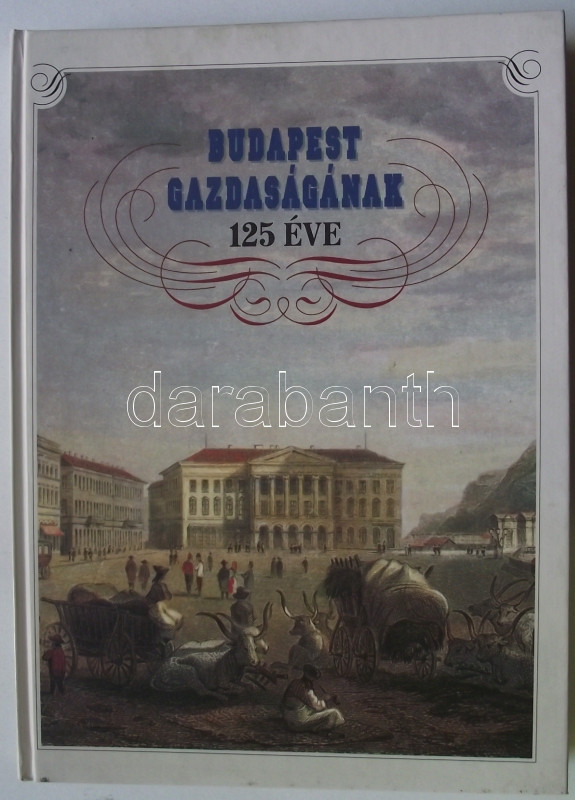 BUDAPEST
GAZDASÁGÁNAK
125 ÉVE
darabanth